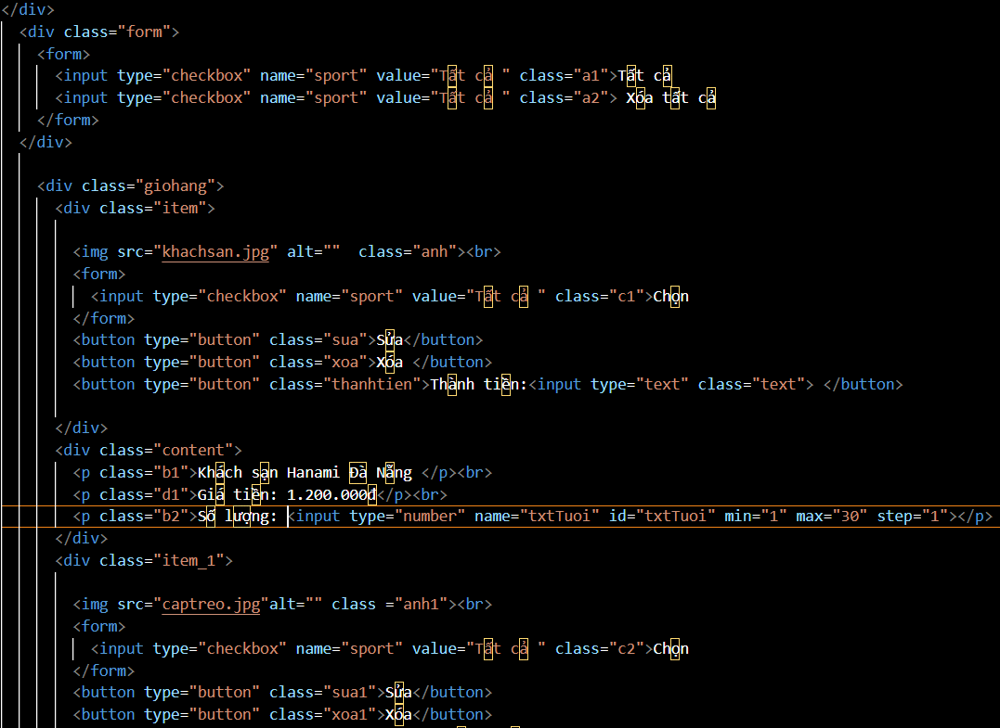 </div>
<div class="form">
<form>
<input type="checkbox" name="sport" value="Tất cả " class="a1">Tất cả
<input type="checkbox" name="sport" value="Tất cả " class="a2"> Xóa tất cả
</form>
</div>
<div class="giohang">
<div class="item">
<img src="khachsan.jpg" alt=""  class="anh"><br>
<form>
<input type="checkbox" name="sport" value="Tất cả " class="c1">Chọn
</form>
<button type="button" class="sua">Sửa</button>
<button type="button" class="xoa">Xóa </button>
<button type="button" class="thanhtien">Thành tiền:<input type="text" class="text"> </button>
</div>
<div class="content">
<p class="b1">Khách sạn Hanami Đà Nẵng </p><br>
<p class="d1">Giá tiền: 1.200.000đ</p><br>
<p class="b2">Số lượng: <input type="number" name="txtTuoi" id="txtTuoi" min="1" max="30" step="1"></p>
</div>
<div class="item_1">
<img src="captreo.jpg"alt="" class ="anh1"><br>
<form>
<input type="checkbox" name="sport" value="Tất cả " class="c2">Chọn
</form>
<button type="button" class="sua1">Sửa</button>
<button type="button" class="xoa1">Xóa</button>